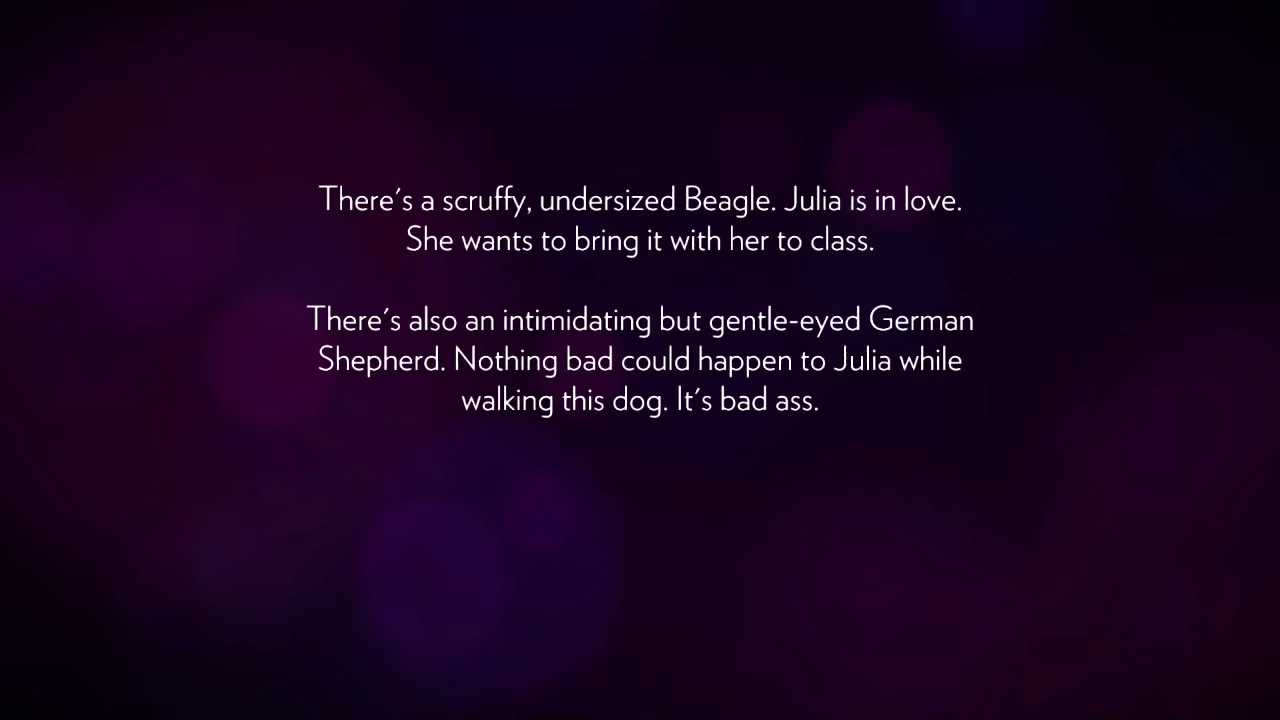 There's a scruffy, undersized Beagle. Julia is in love.
She wants to bring it with her to class.
There's also an intimidating but gentle-eyed German
Shepherd. Nothing bad could happen to Julia while
walking this dog. It's bad ass.